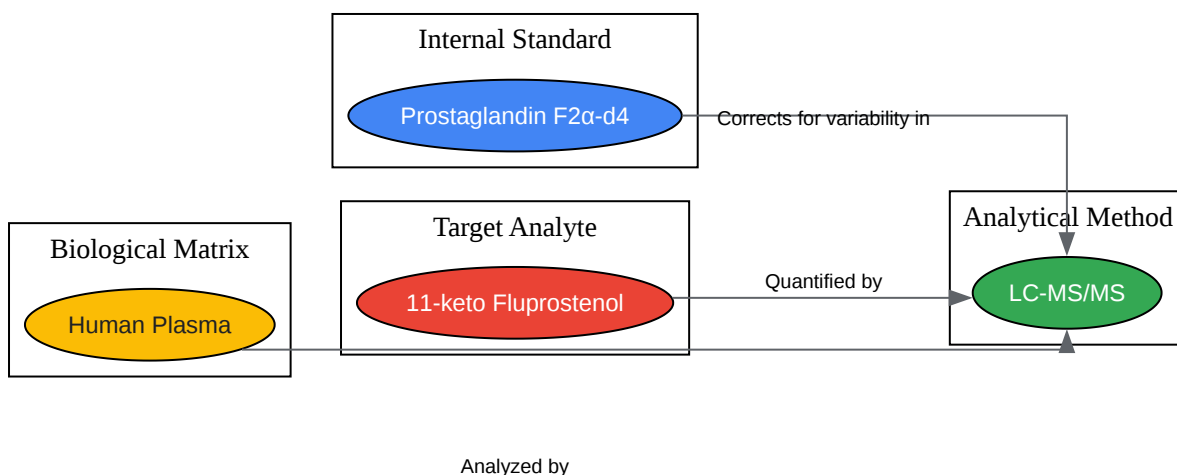 Internal Standard
Prostaglandin F2α-d4
Corrects for variability in
Target Analyte
11-keto Fluprostenol
Quantified by
Analytical Method
LC-MS/MS
Biological Matrix
Human Plasma
Analyzed by